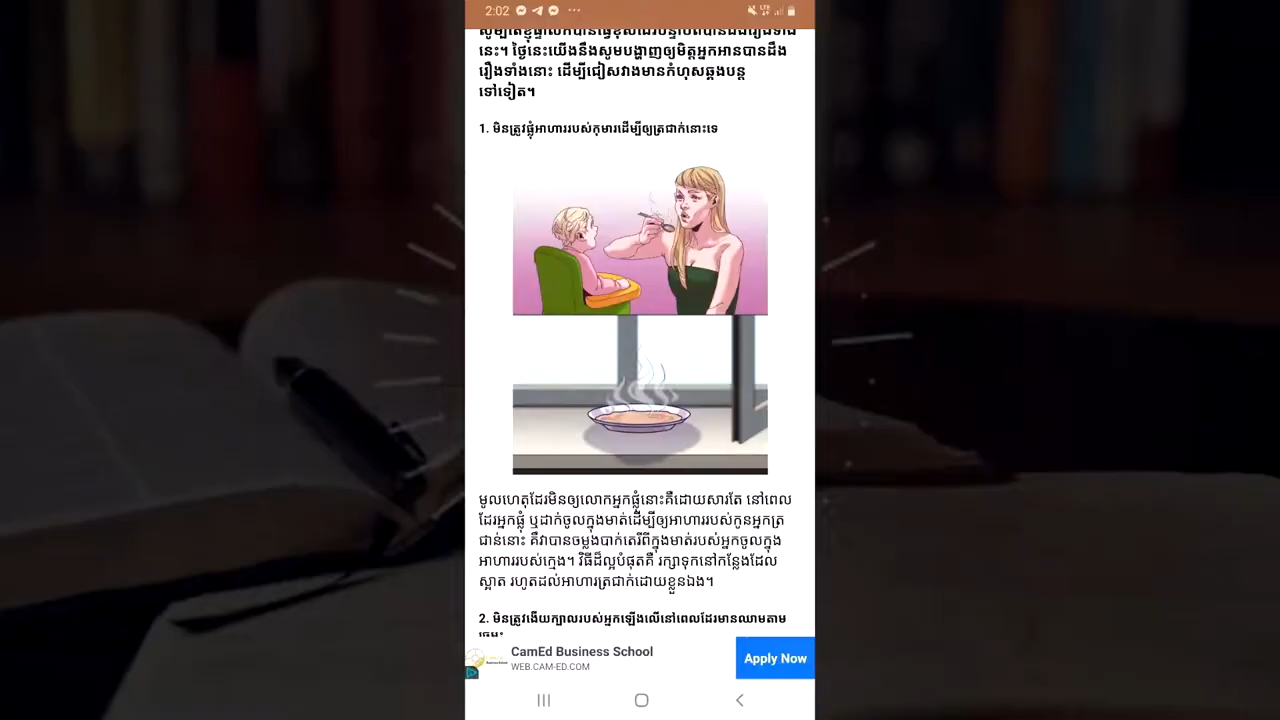 2:02
LTE
នេះ។ ថ្ងៃនេះយើងនឹងសូមបង្ហាញឲ្យមិត្តអ្នកអានបានដឹង
រឿងទាំងនោះ ដើម្បីជៀសវាងមានកំហុសឆ្គងបន្ត
ទៅទៀត។
1. មិនត្រូវផ្លុំអាហាររបស់កុមារដើម្បីឲ្យត្រជាក់នោះទេ
មូលហេតុដែរមិនឲ្យលោកអ្នកផ្លុំនោះគឺដោយសារតែ នៅពេល
ដែរអ្នកផ្លុំ ឬដាក់ចូលក្នុងមាត់ដើម្បីឲ្យអាហាររបស់កូនអ្នកត្រ
ជាន់នោះ គឺវាបានចម្លងបាក់តេរីពីក្នុងមាត់របស់អ្នកចូលក្នុង
អាហាររបស់ក្មេង។ វិធីដ៏ល្អបំផុតគឺ រក្សាទុកនៅកន្លែងដែល
ស្អាត រហូតដល់អាហារត្រជាក់ដោយខ្លួនឯង។
2. មិនត្រូវងើយក្បាលរបស់អ្នកឡើងលើនៅពេលដែរមានឈាមតាម
CamEd Business School
WEB.CAM-ED.COM
Apply Now